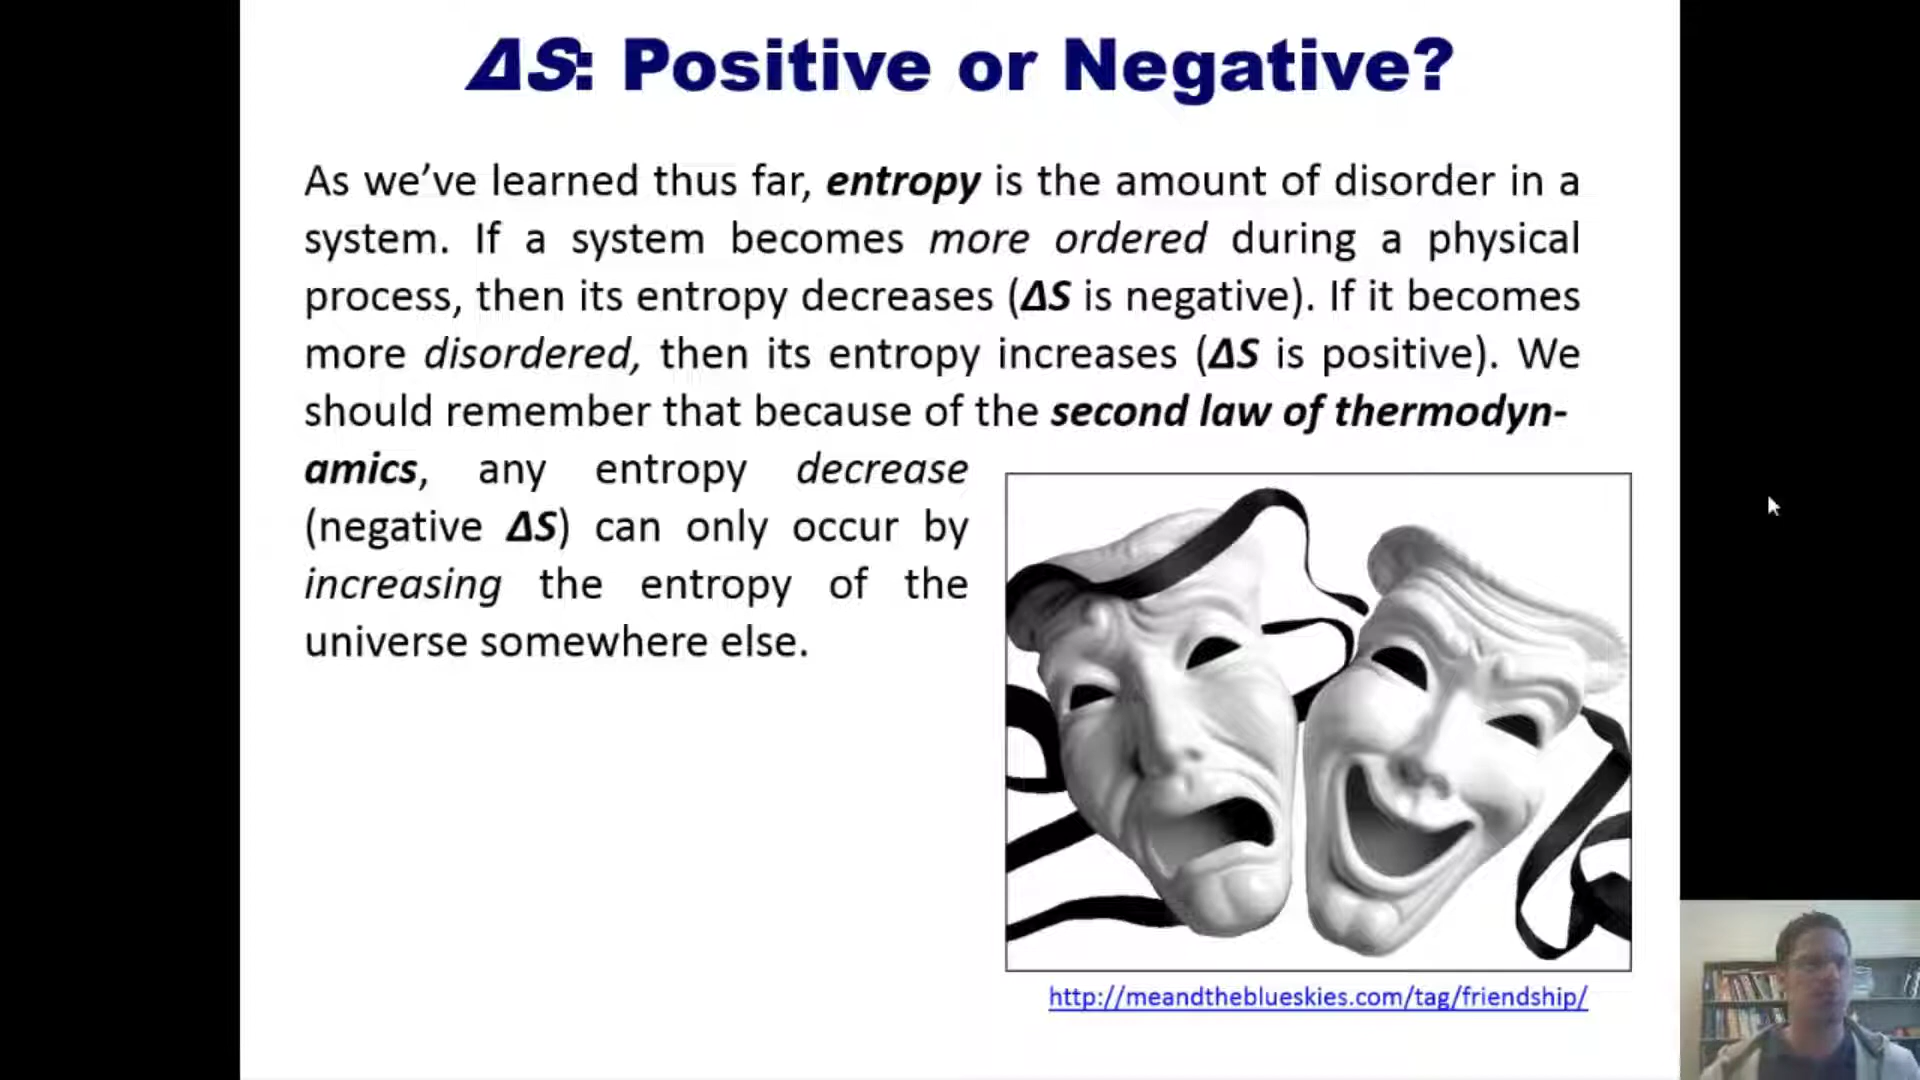 ΔS: Positive or Negative?
As we’ve learned thus far, entropy is the amount of disorder in a
system. If a system becomes more ordered during a physical
process, then its entropy decreases (ΔS is negative). If it becomes
more disordered, then its entropy increases (ΔS is positive). We
should remember that because of the second law of thermodyn-
amics, any entropy decrease
(negative ΔS) can only occur by
increasing the entropy of the
universe somewhere else.
http://meandtheblueskies.com/tag/friendship/